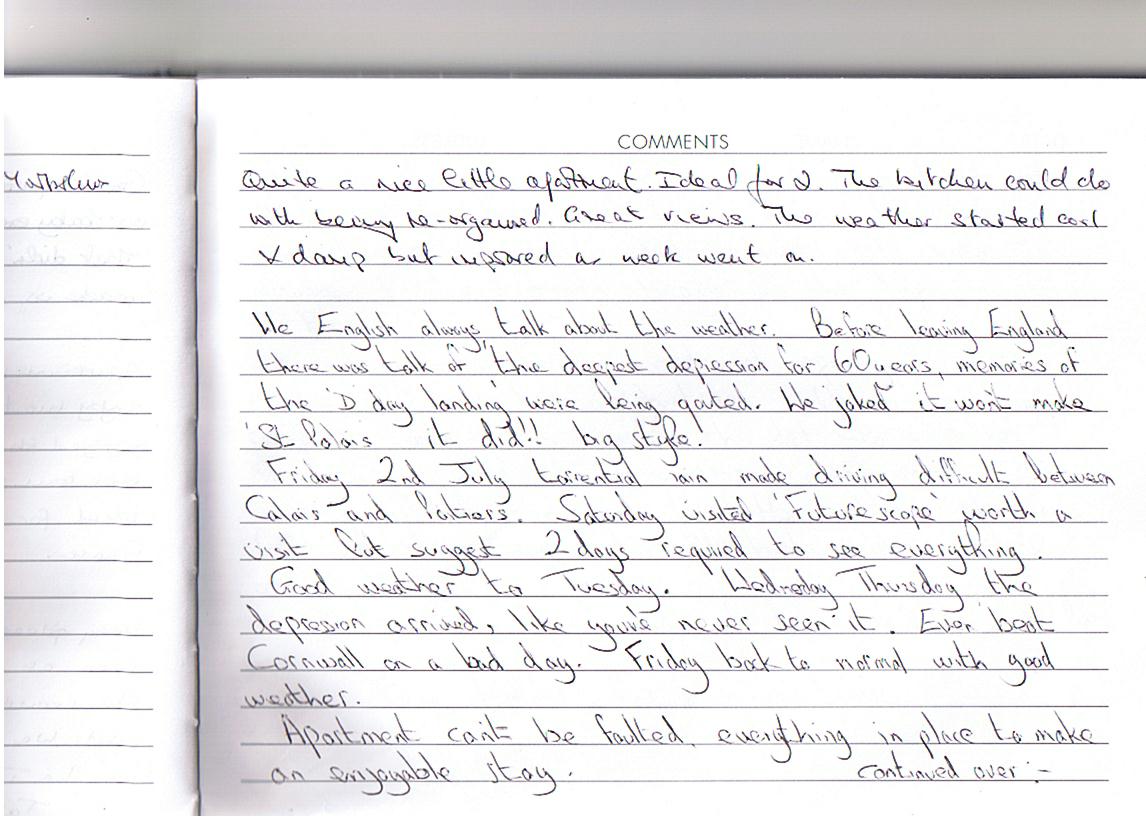 COMMENTS
Yorkshire
Quite a nice little apartment. Ideal for 2. The kitchen could do
with being re-organised. Great views. The weather started cool
& damp but improved as week went on.
We English always talk about the weather. Before leaving England
there was talk of 'the deepest depression for 60 years, memories of
the 'D day landing' were being quoted. We joked it won't make
'St Palais it did!! big style!
Friday 2nd July torrential rain made driving difficult between
Calais and Poitiers. Saturday visited 'Futurescope' worth a
visit but suggest 2 days required to see everything.
Good weather to Tuesday. Wednesday Thursday the
depression arrived, like you've never seen it. Even beat
Cornwall on a bad day. Friday back to normal with good
weather.
Apartment can't be faulted, everything in place to make
an enjoyable stay. Continued over :-